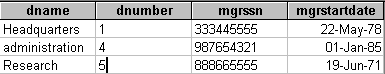 dname dnumber mgrssn mgrstartdate
Headquarters 1 333445555 22-May-78
administration 4 987654321 01-Jan-85
Research 5 888665555 19-Jun-71